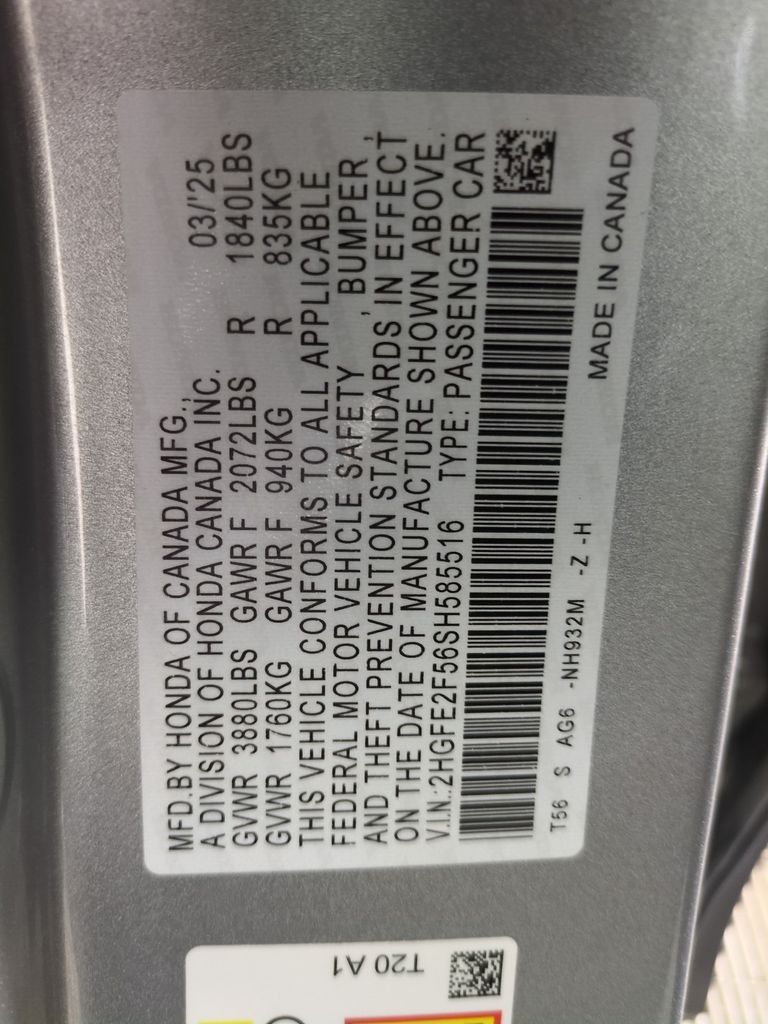 MFD.BY HONDA OF CANADA MFG.,
A DIVISION OF HONDA CANADA INC. 03/'25
GVWR 3880LBS GAWR F 2072LBS R 1840LBS
GVWR 1760KG GAWR F 940KG R 835KG
THIS VEHICLE CONFORMS TO ALL APPLICABLE
FEDERAL MOTOR VEHICLE SAFETY , BUMPER ,
AND THEFT PREVENTION STANDARDS IN EFFECT
ON THE DATE OF MANUFACTURE SHOWN ABOVE.
V.I.N.:2HGFE2F56SH585516 TYPE: PASSENGER CAR
T56 S AG6 -NH932M -Z -H
MADE IN CANADA
T20 A1